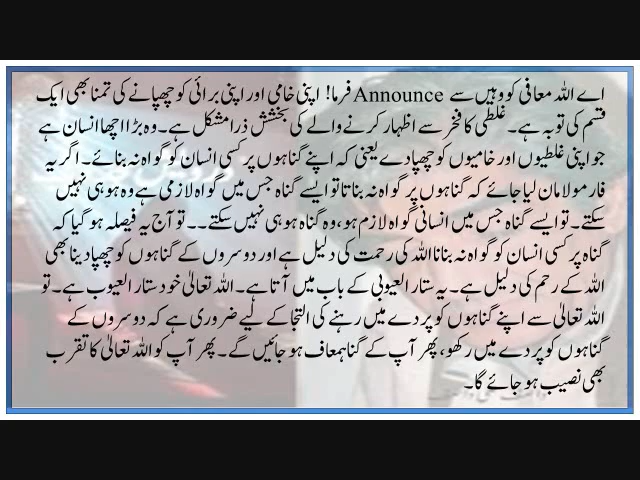 اے اللہ معافی کو وہیں سے Announce فرما! اپنی خامی اور اپنی برائی کو چھپانے کی تمنا بھی ایک
قسم کی توبہ ہے۔ غلطی کا فخر سے اظہار کرنے والے کی بخشش ذرا مشکل ہے۔ وہ بڑا اچھا انسان ہے
جو اپنی غلطیوں اور خامیوں کو چھپا دے یعنی کہ اپنے گناہوں پر کسی انسان کو گواہ نہ بنائے۔ اگر یہ
فارمولا مان لیا جائے کہ گناہوں پر گواہ نہ بنانا تو ایسے گناہ جس میں گواہ لازمی ہے وہ ہو ہی نہیں
سکتے۔ تو ایسے گناہ جس میں انسانی گواہ لازم ہو، وہ گناہ ہو ہی نہیں سکتے۔۔ تو آج یہ فیصلہ ہو گیا کہ
گناہ پر کسی انسان کو گواہ نہ بنانا اللہ کی رحمت کی دلیل ہے اور دوسروں کے گناہوں کو چھپا دینا بھی
اللہ کے رحم کی دلیل ہے۔ یہ ستار العیوبی کے باب میں آتا ہے۔ اللہ تعالیٰ خود ستار العیوب ہے۔ تو
اللہ تعالیٰ سے اپنے گناہوں کو پردے میں رہنے کی التجا کے لیے ضروری ہے کہ دوسروں کے
گناہوں کو پردے میں رکھو، پھر آپ کے گناہ معاف ہو جائیں گے۔ پھر آپ کو اللہ تعالیٰ کا تقرب
بھی نصیب ہو جائے گا۔